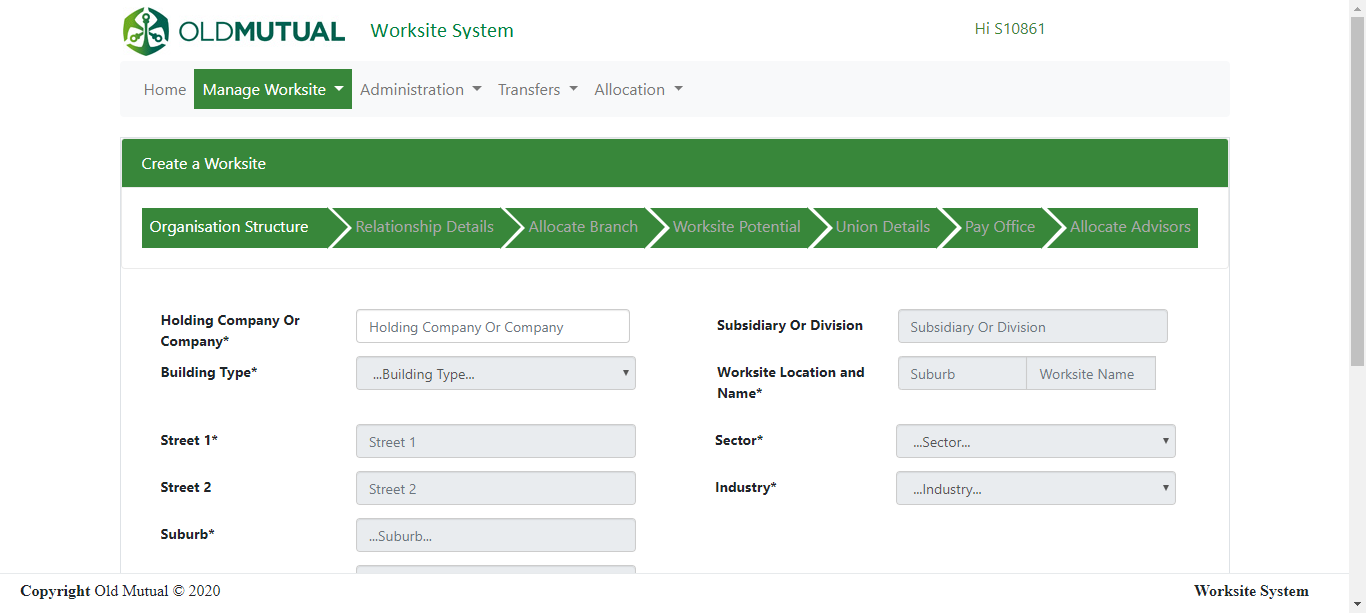 OLDMUTUAL Worksite System Hi S10861
Home Manage Worksite Administration Transfers Allocation
Create a Worksite
Organisation Structure Relationship Details Allocate Branch Worksite Potential Union Details Pay Office Allocate Advisors
Holding Company Or
Company*
Holding Company Or Company
Subsidiary Or Division
Subsidiary Or Division
Building Type*
...Building Type...
Worksite Location and
Name*
Suburb
Worksite Name
Street 1*
Street 1
Sector*
...Sector...
Street 2
Street 2
Industry*
...Industry...
Suburb*
...Suburb...
Copyright Old Mutual © 2020 Worksite System